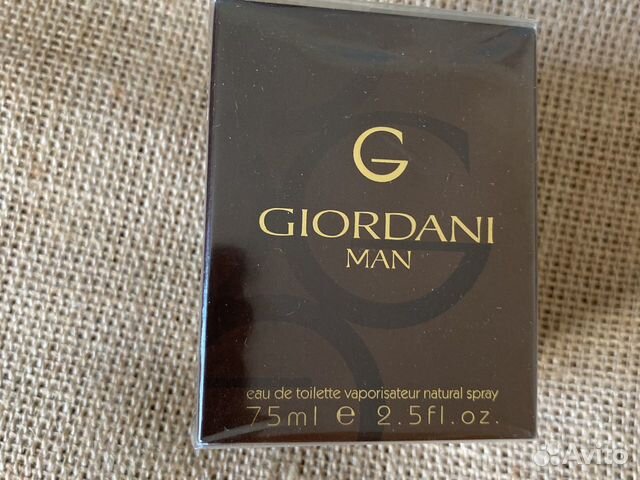 G
GIORDANI
MAN
eau de toilette vaporisateur natural spray
75ml e 2.5fl.oz.
Avito